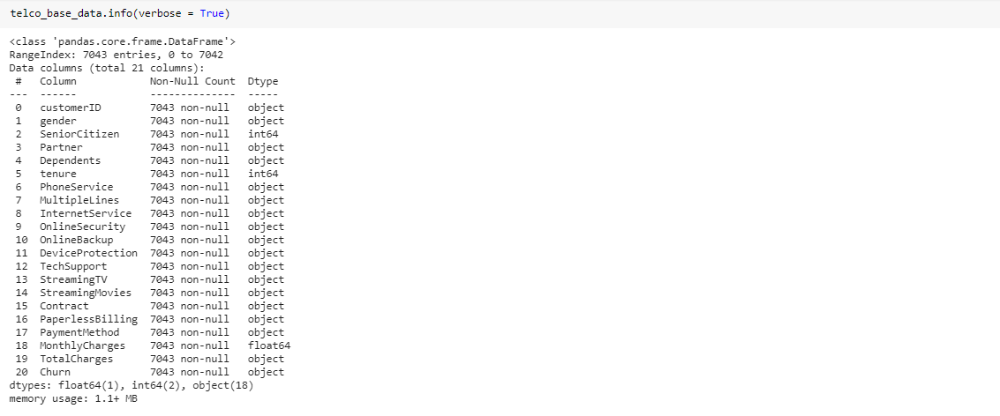 telco_base_data.info(verbose = True)
<class 'pandas.core.frame.DataFrame'>
RangeIndex: 7043 entries, 0 to 7042
Data columns (total 21 columns):
 #   Column            Non-Null Count  Dtype
---  ------            --------------  -----
 0   customerID        7043 non-null   object
 1   gender            7043 non-null   object
 2   SeniorCitizen     7043 non-null   int64
 3   Partner           7043 non-null   object
 4   Dependents        7043 non-null   object
 5   tenure            7043 non-null   int64
 6   PhoneService      7043 non-null   object
 7   MultipleLines     7043 non-null   object
 8   InternetService   7043 non-null   object
 9   OnlineSecurity    7043 non-null   object
 10  OnlineBackup      7043 non-null   object
 11  DeviceProtection  7043 non-null   object
 12  TechSupport       7043 non-null   object
 13  StreamingTV       7043 non-null   object
 14  StreamingMovies   7043 non-null   object
 15  Contract          7043 non-null   object
 16  PaperlessBilling  7043 non-null   object
 17  PaymentMethod     7043 non-null   object
 18  MonthlyCharges    7043 non-null   float64
 19  TotalCharges      7043 non-null   object
 20  Churn             7043 non-null   object
dtypes: float64(1), int64(2), object(18)
memory usage: 1.1+ MB